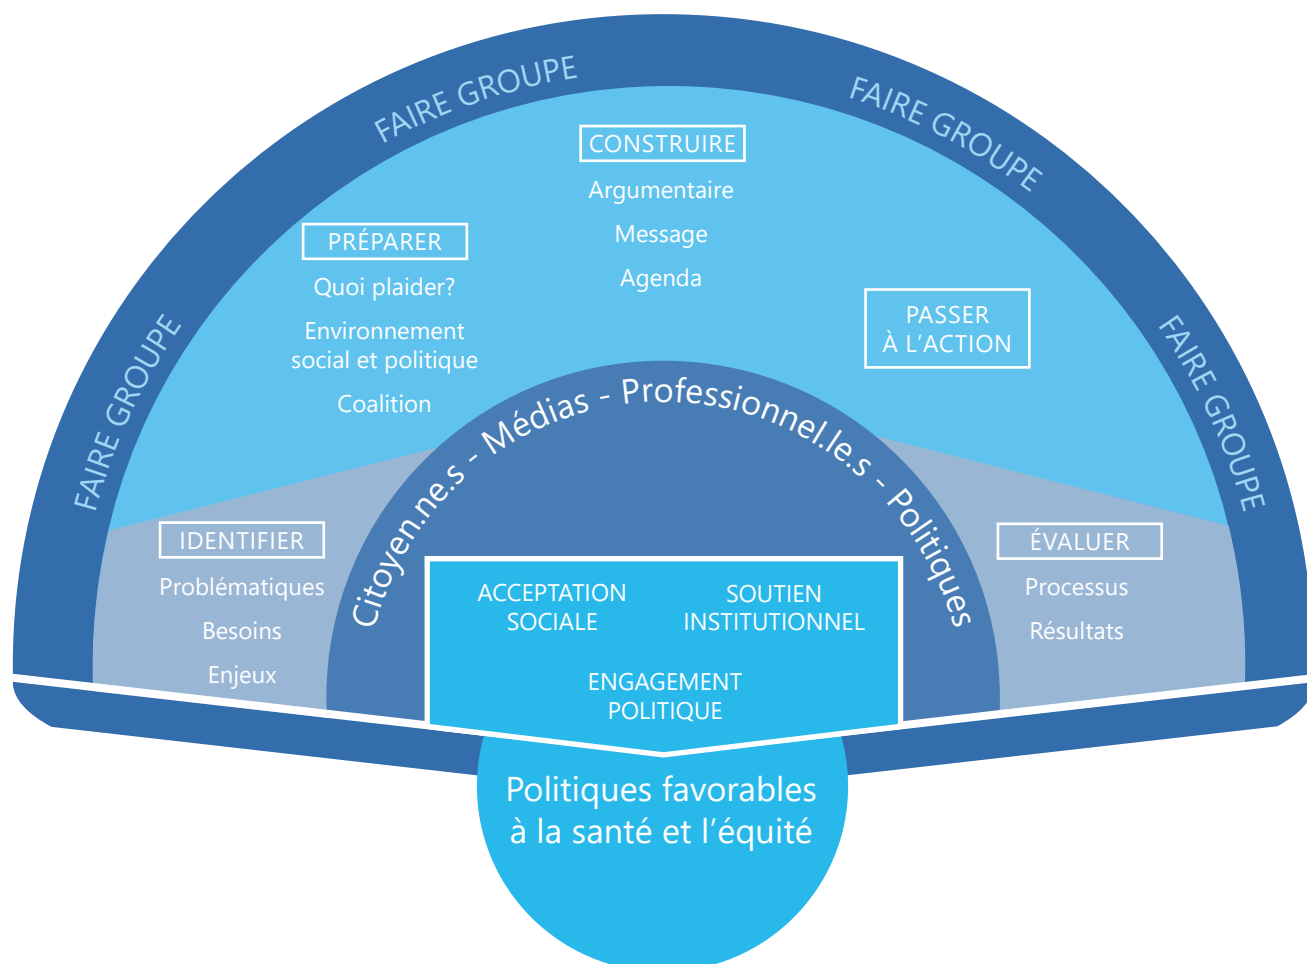 FAIRE GROUPE
FAIRE GROUPE
FAIRE GROUPE
FAIRE GROUPE
IDENTIFIER
Problématiques
Besoins
Enjeux
PRÉPARER
Quoi plaider?
Environnement
social et politique
Coalition
CONSTRUIRE
Argumentaire
Message
Agenda
PASSER
À L’ACTION
ÉVALUER
Processus
Résultats
Citoyen.ne.s - Médias - Professionnel.le.s - Politiques
ACCEPTATION
SOCIALE
SOUTIEN
INSTITUTIONNEL
ENGAGEMENT
POLITIQUE
Politiques favorables
à la santé et l’équité